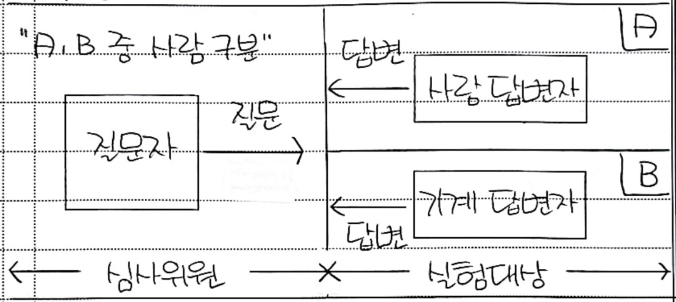 "A, B 중 사람 구분"
질문자
질문
A
답변
사람 답변자
B
기계 답변자
답변
심사위원
실험대상